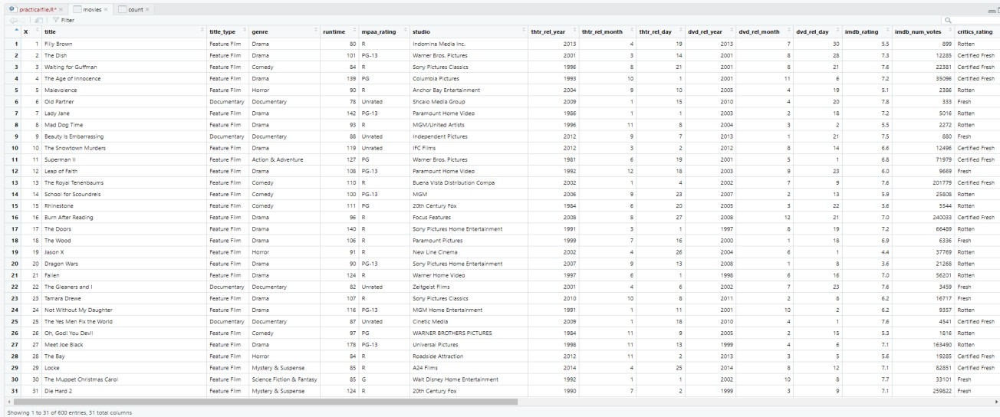 practicalfile.R* movies count
Filter
X title title_type genre runtime mpaa_rating studio thtr_rel_year thtr_rel_month thtr_rel_day dvd_rel_year dvd_rel_month dvd_rel_day imdb_rating imdb_num_votes critics_rating
1 1 Filly Brown Feature Film Drama 80 R Indomina Media Inc. 2013 4 19 2013 7 30 5.5 899 Rotten
2 2 The Dish Feature Film Drama 101 PG-13 Warner Bros. Pictures 2001 3 14 2001 8 28 7.3 12285 Certified Fresh
3 3 Waiting for Guffman Feature Film Comedy 84 R Sony Pictures Classics 1996 8 21 2001 8 21 7.6 22381 Certified Fresh
4 4 The Age of Innocence Feature Film Drama 139 PG Columbia Pictures 1993 10 1 2001 11 6 7.2 35096 Certified Fresh
5 5 Malevolence Feature Film Horror 90 R Anchor Bay Entertainment 2004 9 10 2005 4 19 5.1 2386 Rotten
6 6 Old Partner Documentary Documentary 78 Unrated Shcalo Media Group 2009 1 15 2010 4 20 7.8 333 Fresh
7 7 Lady Jane Feature Film Drama 142 PG-13 Paramount Home Video 1986 1 1 2003 2 18 7.2 5016 Rotten
8 8 Mad Dog Time Feature Film Drama 93 R MGM/United Artists 1996 11 8 2004 3 2 5.5 2272 Rotten
9 9 Beauty Is Embarrassing Documentary Documentary 88 Unrated Independent Pictures 2012 9 7 2013 1 21 7.5 880 Fresh
10 10 The Snowtown Murders Feature Film Drama 119 Unrated IFC Films 2012 3 2 2012 8 14 6.6 12496 Certified Fresh
11 11 Superman II Feature Film Action & Adventure 127 PG Warner Bros. Pictures 1981 6 19 2001 5 1 6.8 71979 Certified Fresh
12 12 Leap of Faith Feature Film Drama 108 PG-13 Paramount Home Video 1992 12 18 2003 9 23 6.0 9669 Fresh
13 13 The Royal Tenenbaums Feature Film Comedy 110 R Buena Vista Distribution Compa 2002 1 4 2002 7 9 7.6 201779 Certified Fresh
14 14 School for Scoundrels Feature Film Comedy 100 PG-13 MGM 2006 9 23 2007 2 13 5.9 25808 Rotten
15 15 Rhinestone Feature Film Comedy 111 PG 20th Century Fox 1984 6 20 2005 3 22 3.6 5544 Rotten
16 16 Burn After Reading Feature Film Drama 96 R Focus Features 2008 8 27 2008 12 21 7.0 240033 Certified Fresh
17 17 The Doors Feature Film Drama 140 R Sony Pictures Home Entertainment 1991 3 1 1997 8 19 7.2 66489 Rotten
18 18 The Wood Feature Film Drama 106 R Paramount Pictures 1999 7 16 2000 1 18 6.9 6336 Fresh
19 19 Jason X Feature Film Horror 91 R New Line Cinema 2002 4 26 2004 6 1 4.4 37769 Rotten
20 20 Dragon Wars Feature Film Drama 90 PG-13 Sony Pictures Home Entertainment 2007 9 13 2008 1 8 3.6 21268 Rotten
21 21 Fallen Feature Film Drama 124 R Warner Home Video 1997 6 1 1998 6 16 7.0 56201 Rotten
22 22 The Gleaners and I Documentary Documentary 82 Unrated Zeitgeist Films 2001 4 6 2002 7 23 7.6 3459 Fresh
23 23 Tamara Drewe Feature Film Drama 107 R Sony Pictures Classics 2010 10 8 2011 2 8 6.2 16717 Fresh
24 24 Not Without My Daughter Feature Film Drama 116 PG-13 MGM Home Entertainment 1991 1 11 2001 10 2 6.2 9357 Rotten
25 25 The Yes Men Fix the World Documentary Documentary 87 Unrated Cinetic Media 2009 1 18 2010 4 1 7.6 4541 Certified Fresh
26 26 Oh, God! You Devil Feature Film Comedy 97 PG WARNER BROTHERS PICTURES 1984 11 9 2005 2 15 5.3 1816 Rotten
27 27 Meet Joe Black Feature Film Drama 178 PG-13 Universal Pictures 1998 11 13 1999 4 6 7.1 163490 Rotten
28 28 The Bay Feature Film Horror 84 R Roadside Attraction 2012 11 2 2013 3 5 5.6 19285 Certified Fresh
29 29 Locke Feature Film Mystery & Suspense 85 R A24 Films 2014 4 25 2014 8 12 7.1 82851 Certified Fresh
30 30 The Muppet Christmas Carol Feature Film Science Fiction & Fantasy 85 G Walt Disney Home Entertainment 1992 1 1 2002 10 8 7.7 33101 Fresh
31 31 Die Hard 2 Feature Film Mystery & Suspense 124 R 20th Century Fox 1990 7 2 1999 3 9 7.1 259822 Fresh
Showing 1 to 31 of 600 entries, 31 total columns